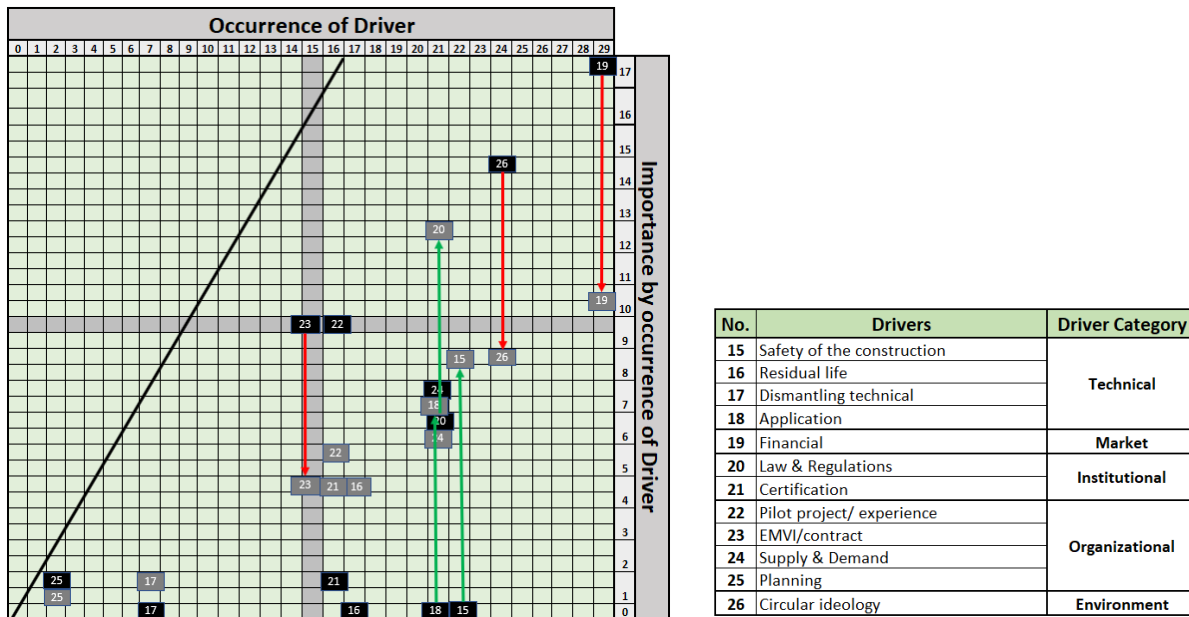 Occurrence of Driver
0 1 2 3 4 5 6 7 8 9 10 11 12 13 14 15 16 17 18 19 20 21 22 23 24 25 26 27 28 29
19
17
16
15
26
14
13
20
12
11
19
10
23 22
9
15 26
8
24
18
7
20
24
6
22
5
23 21 16
4
3
2
25 17 21
25
1
17 16 18 15
0
Importance by occurrence of Driver
No. Drivers Driver Category
15 Safety of the construction
16 Residual life
17 Dismantling technical
18 Application
Technical
19 Financial Market
20 Law & Regulations
21 Certification
Institutional
22 Pilot project/ experience
23 EMVI/contract
24 Supply & Demand
25 Planning
Organizational
26 Circular ideology Environment